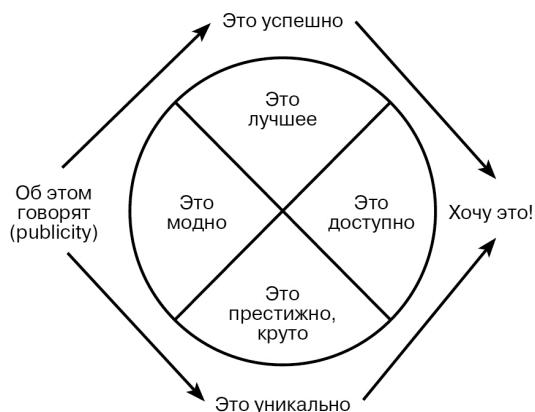 Это успешно
Это
лучшее
Об этом
говорят
(publicity)
Это
модно
Это
доступно
Хочу это!
Это
престижно,
круто
Это уникально